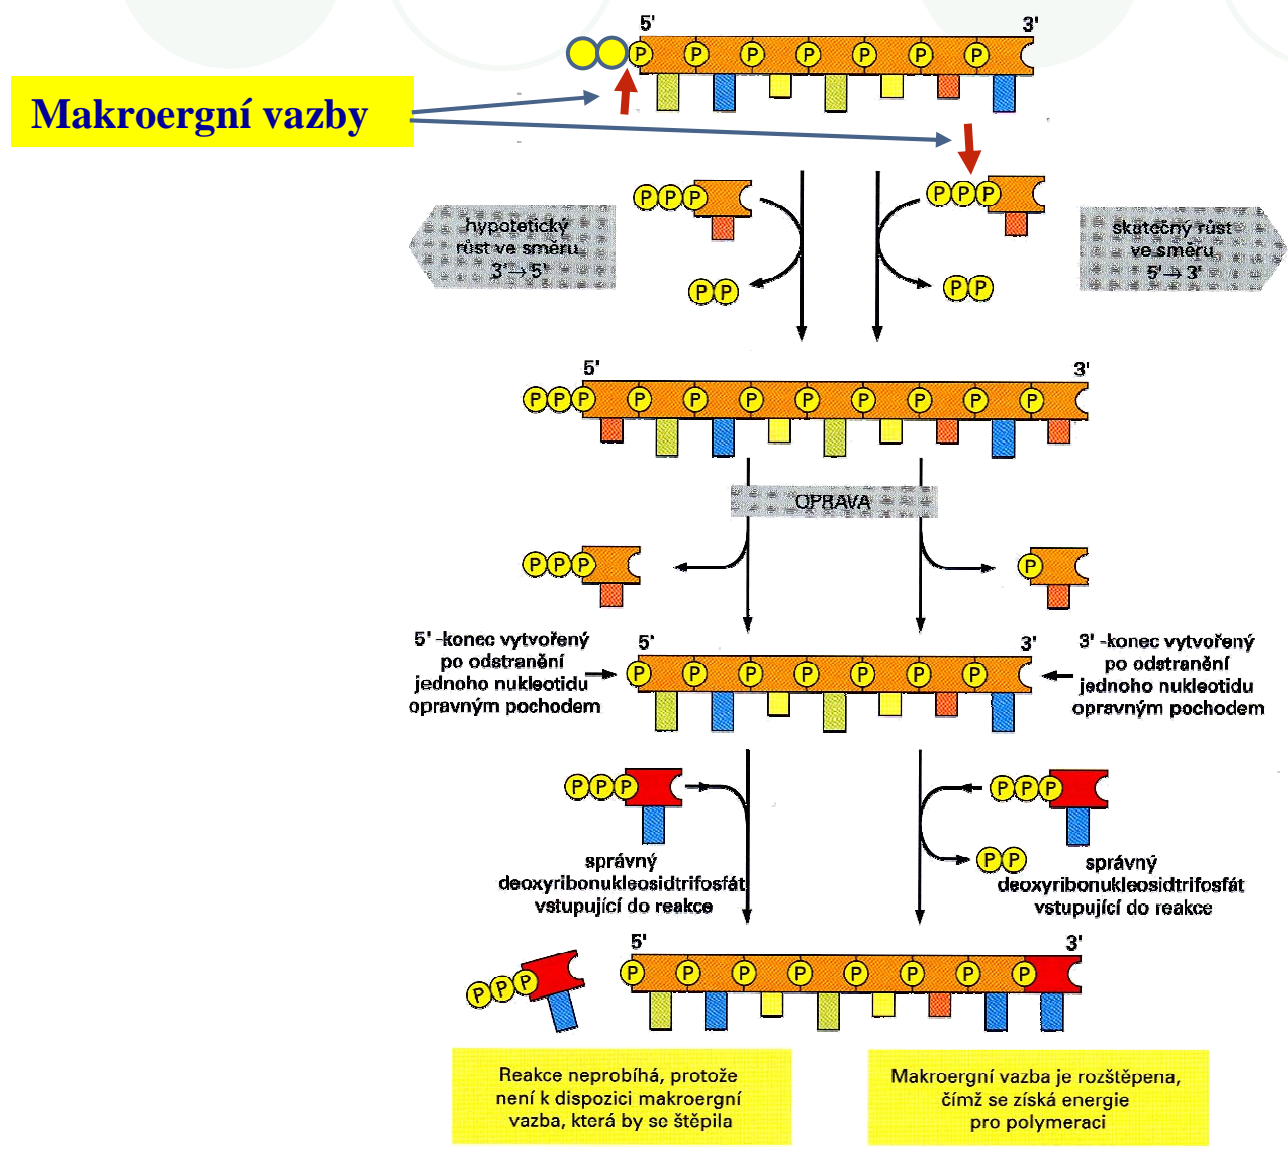 5' 3'
P P P P P P P
Makroergní vazby
P P P P P P
hypotetický
růst ve směru
3'→5'
skutečný růst
ve směru
5'→3'
P P P P
5' 3'
P P P P P P P P P P P
OPRAVA
P P P P
5' -konec vytvořený
po odstranění
jednoho nukleotidu
opravným pochodem
5' 3'
P P P P P P P
3' -konec vytvořený
po odstranění
jednoho nukleotidu
opravným pochodem
P P P P P P
P P
správný
deoxyribonukleosidtrifosfát
vstupující do reakce
správný
deoxyribonukleosidtrifosfát
vstupující do reakce
5' 3'
P P P P P P P P P P P
Reakce neprobíhá, protože
není k dispozici makroergní
vazba, která by se štěpila
Makroergní vazba je rozštěpena,
čímž se získá energie
pro polymeraci